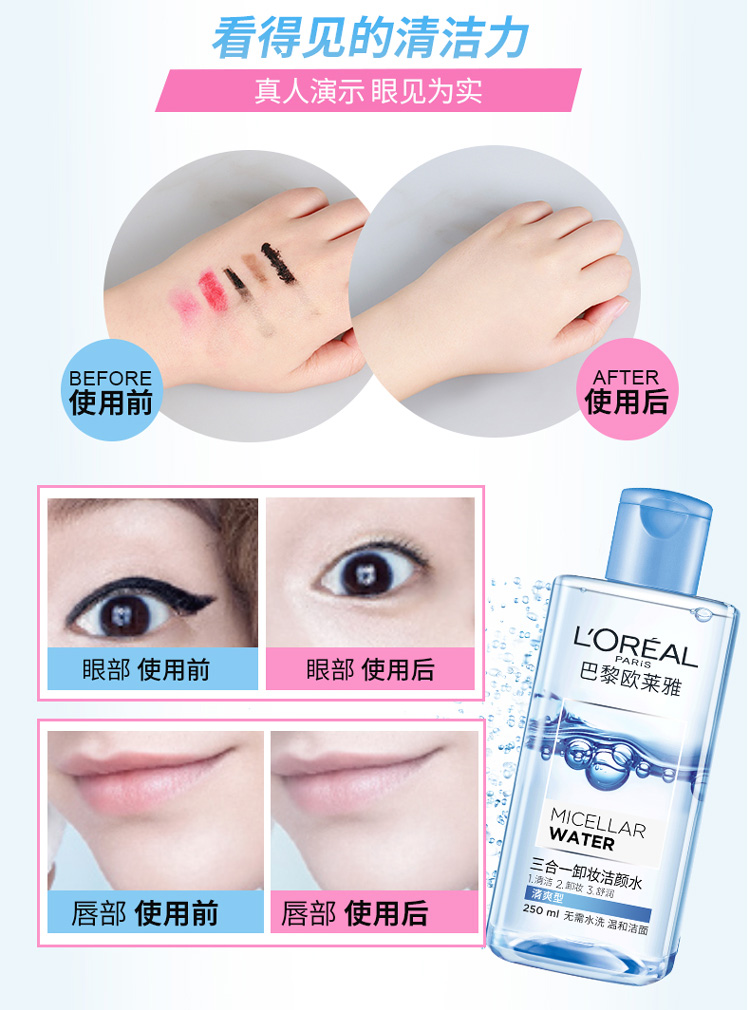 看得见的清洁力
真人演示 眼见为实
BEFORE
使用前
AFTER
使用后
眼部 使用前
眼部 使用后
唇部 使用前
唇部 使用后
L'ORÉAL
PARIS
巴黎欧莱雅
MICELLAR
WATER
三合一卸妆洁颜水
1.清洁 2.卸妆 3.舒润
清爽型
250 ml 无需水洗 温和洁面